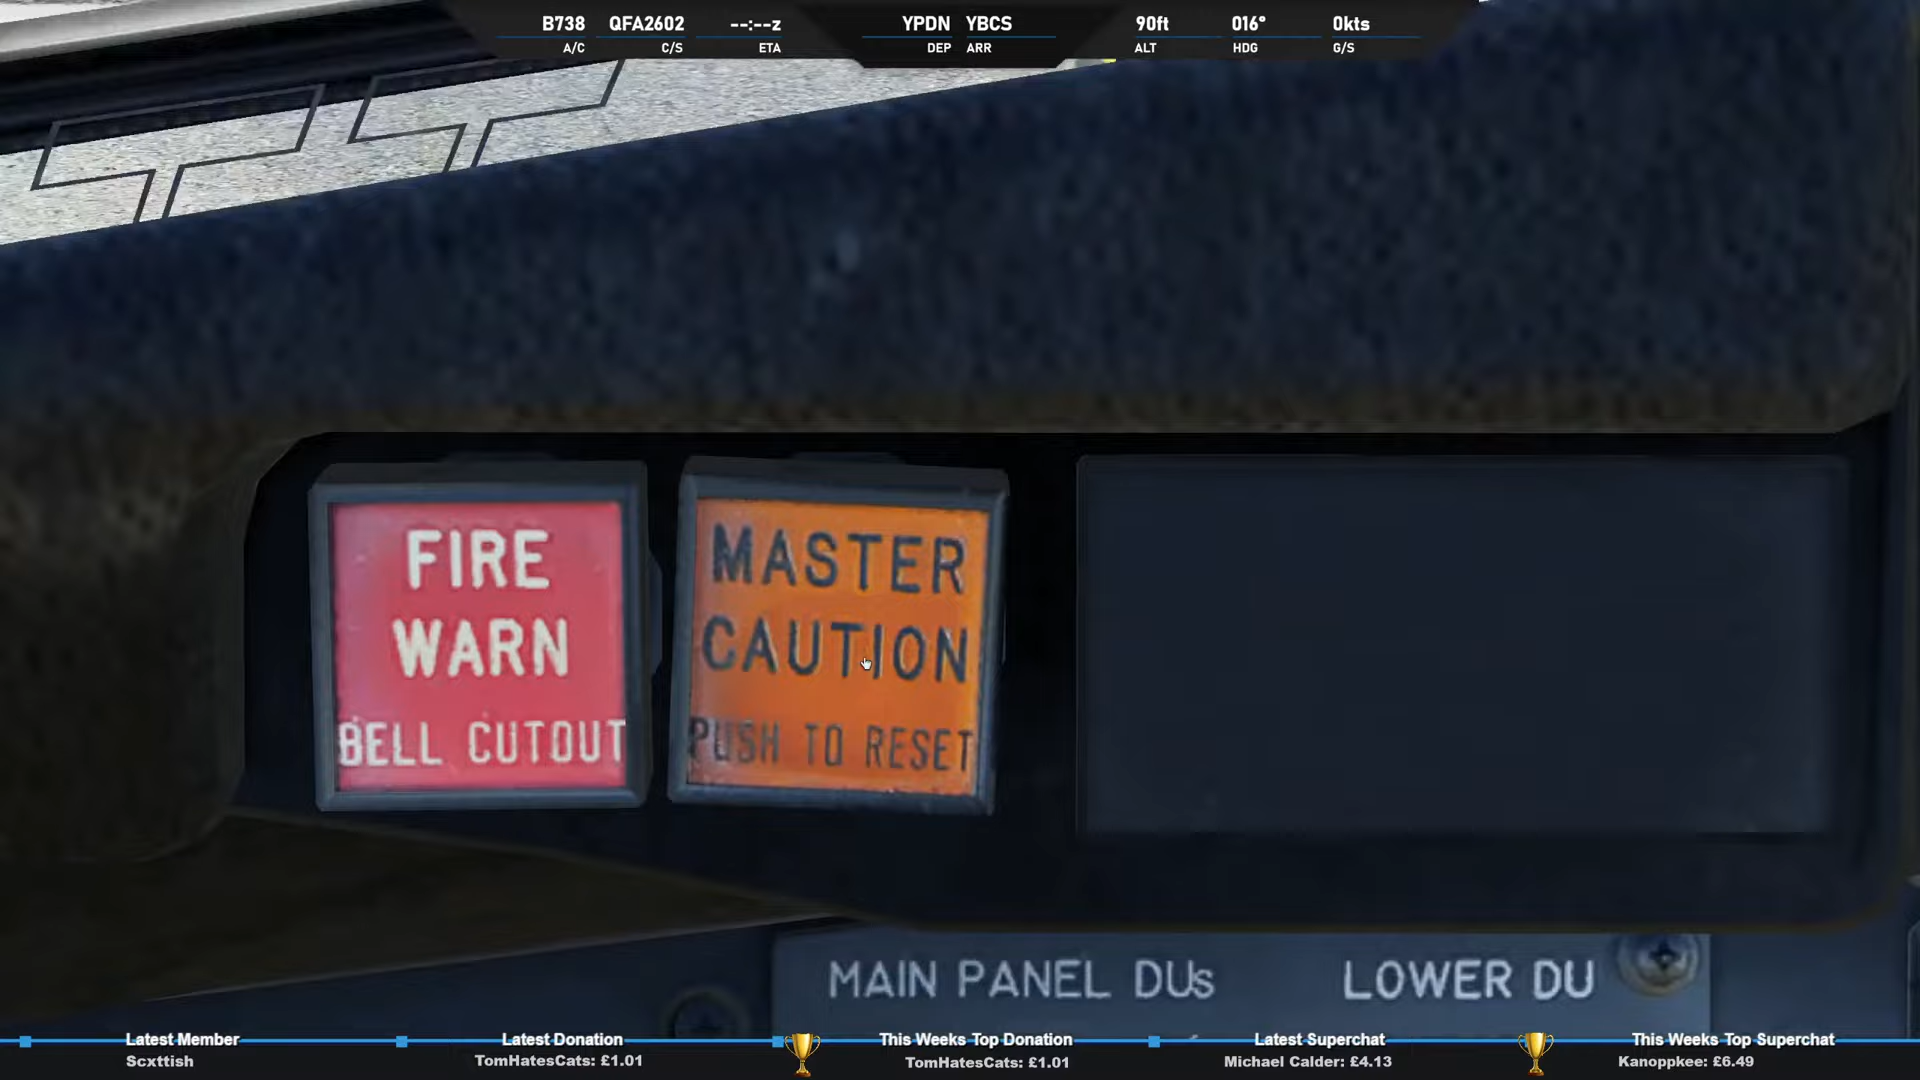 B738 QFA2602 --:--z YPDN YBCS 90ft 016° 0kts
A/C C/S ETA DEP ARR ALT HDG G/S
FIRE
WARN
BELL CUTOUT
MASTER
CAUTION
PUSH TO RESET
MAIN PANEL DUs LOWER DU
Latest Member Latest Donation This Weeks Top Donation Latest Superchat This Weeks Top Superchat
Scxttish TomHatesCats: £1.01 TomHatesCats: £1.01 Michael Calder: £4.13 Kanoppkee: £6.49